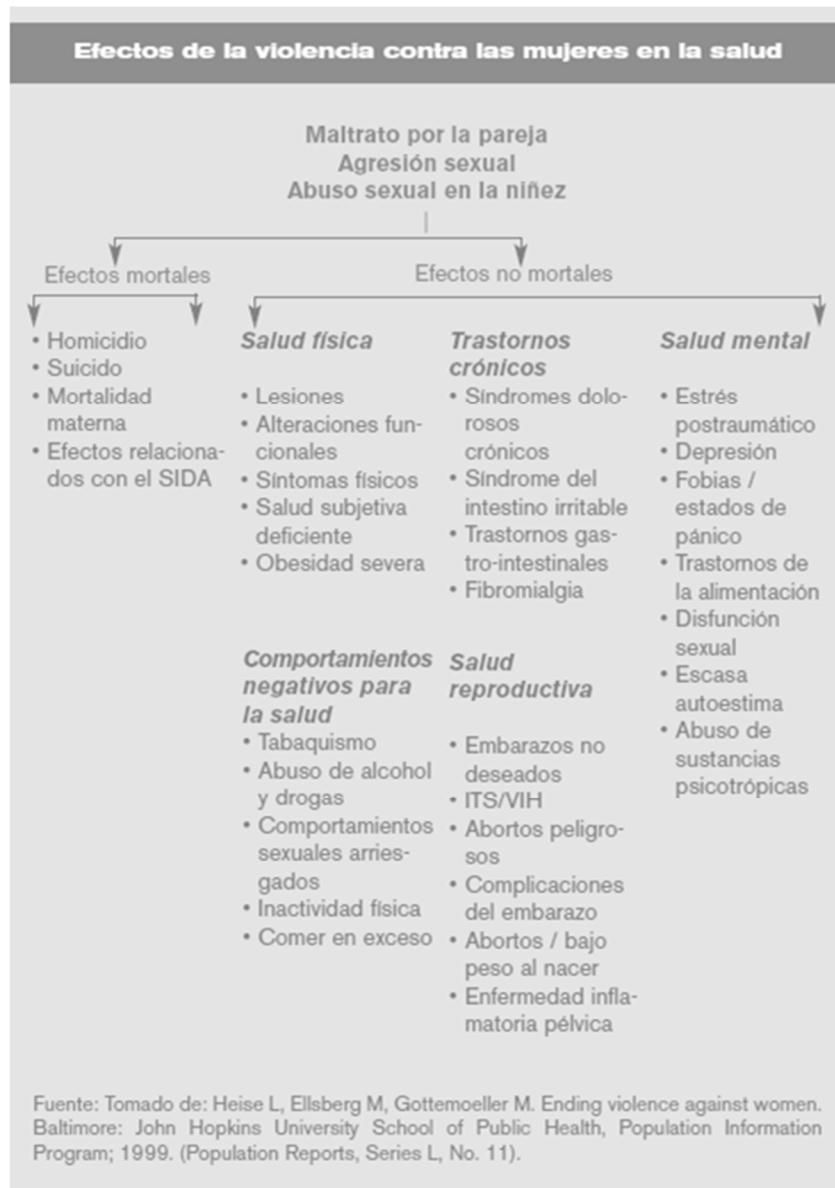 Efectos de la violencia contra las mujeres en la salud
Maltrato por la pareja
Agresión sexual
Abuso sexual en la niñez
Efectos mortales
Efectos no mortales
• Homicidio
• Suicido
• Mortalidad
materna
• Efectos relaciona-
dos con el SIDA
Salud física
• Lesiones
• Alteraciones fun-
cionales
• Síntomas físicos
• Salud subjetiva
deficiente
• Obesidad severa
Trastornos
crónicos
• Síndromes dolo-
rosos
crónicos
• Síndrome del
intestino irritable
• Trastornos gas-
tro-intestinales
• Fibromialgia
Salud mental
• Estrés
postraumático
• Depresión
• Fobias /
estados de
pánico
• Trastornos de
la alimentación
• Disfunción
sexual
• Escasa
autoestima
• Abuso de
sustancias
psicotrópicas
Comportamientos
negativos para
la salud
• Tabaquismo
• Abuso de alcohol
y drogas
• Comportamientos
sexuales arries-
gados
• Inactividad física
• Comer en exceso
Salud
reproductiva
• Embarazos no
deseados
• ITS/VIH
• Abortos peligro-
sos
• Complicaciones
del embarazo
• Abortos / bajo
peso al nacer
• Enfermedad infla-
matoria pélvica
Fuente: Tomado de: Heise L, Ellsberg M, Gottemoeller M. Ending violence against women.
Baltimore: John Hopkins University School of Public Health, Population Information
Program; 1999. (Population Reports, Series L, No. 11).